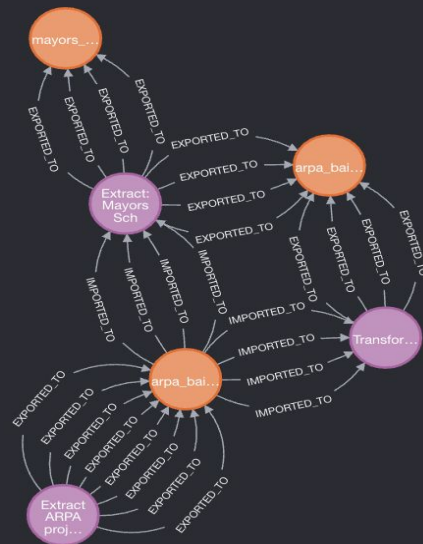 mayors_...
EXPORTED_TO
EXPORTED_TO
EXPORTED_TO
EXPORTED_TO
EXPORTED_TO
EXPORTED_TO
EXPORTED_TO
EXPORTED_TO
arpa_bai...
Extract:
Mayors
Sch
EXPORTED_TO
EXPORTED_TO
EXPORTED_TO
EXPORTED_TO
IMPORTED_TO
IMPORTED_TO
IMPORTED_TO
IMPORTED_TO
IMPORTED_TO
IMPORTED_TO
IMPORTED_TO
IMPORTED_TO
Transfor...
arpa_bai...
EXPORTED_TO
EXPORTED_TO
EXPORTED_TO
EXPORTED_TO
EXPORTED_TO
EXPORTED_TO
EXPORTED_TO
Extract
ARPA
proj...